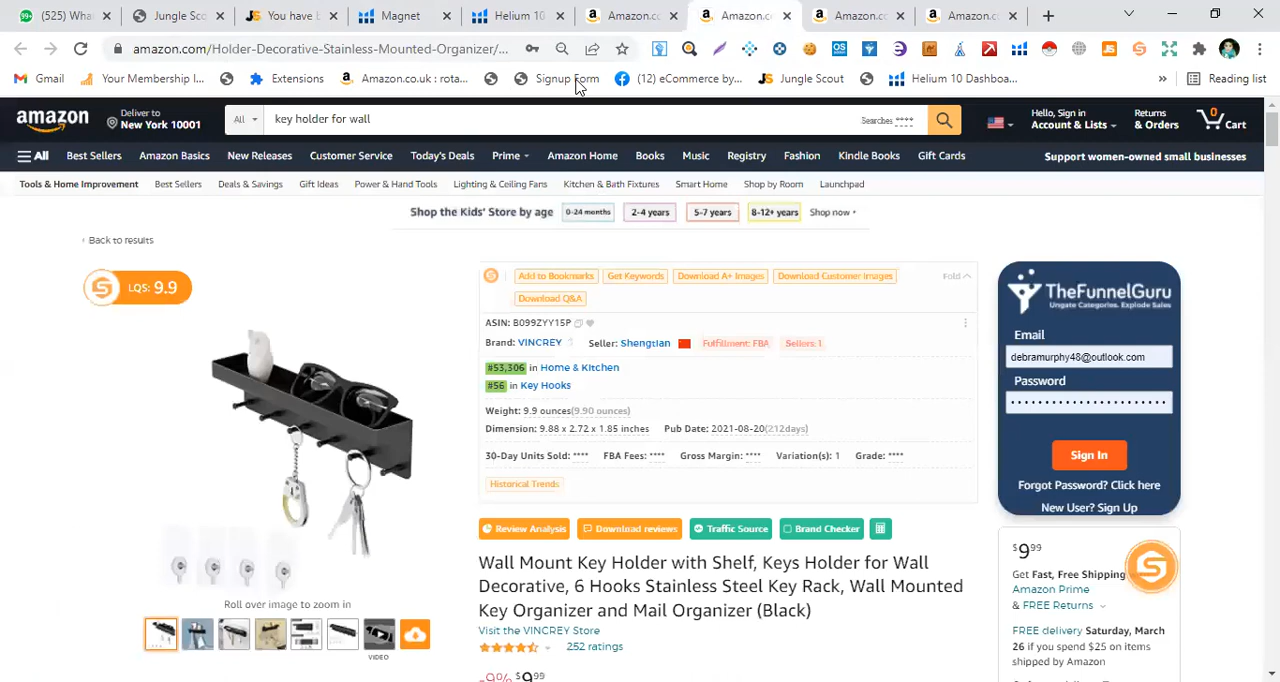 (525) Wha
Jungle Sco
You have b
Magnet
Helium 10
Amazon.co
Amazon.c
Amazon.co
Amazon.co
amazon.com/Holder-Decorative-Stainless-Mounted-Organizer/...
Gmail
Your Membership I...
Extensions
Amazon.co.uk : rota...
Signup Form
(12) eCommerce by...
Jungle Scout
Helium 10 Dashboa...
»
Reading list
amazon
Deliver to
New York 10001
All
key holder for wall
Searches ****
Hello, Sign in
Account & Lists
Returns
& Orders
0
Cart
All
Best Sellers
Amazon Basics
New Releases
Customer Service
Today's Deals
Prime
Amazon Home
Books
Music
Registry
Fashion
Kindle Books
Gift Cards
Support women-owned small businesses
Tools & Home Improvement
Best Sellers
Deals & Savings
Gift Ideas
Power & Hand Tools
Lighting & Ceiling Fans
Kitchen & Bath Fixtures
Smart Home
Shop by Room
Launchpad
Shop the Kids' Store by age
0-24 months
2-4 years
5-7 years
8-12+ years
Shop now
‹ Back to results
LQS: 9.9
Roll over image to zoom in
VIDEO
Add to Bookmarks
Get Keywords
Download A+ Images
Download Customer Images
Fold
Download Q&A
ASIN: B099ZYY15P
Brand: VINCREY
Seller: Shengtian
Fulfillment: FBA
Sellers: 1
#53,306 in Home & Kitchen
#56 in Key Hooks
Weight: 9.9 ounces(9.90 ounces)
Dimension: 9.88 x 2.72 x 1.85 inches
Pub Date: 2021-08-20(212days)
30-Day Units Sold: ****
FBA Fees: ****
Gross Margin: ****
Variation(s): 1
Grade: ****
Historical Trends
Review Analysis
Download reviews
Traffic Source
Brand Checker
Wall Mount Key Holder with Shelf, Keys Holder for Wall
Decorative, 6 Hooks Stainless Steel Key Rack, Wall Mounted
Key Organizer and Mail Organizer (Black)
Visit the VINCREY Store
252 ratings
-9% $9.99
TheFunnelGuru
Ungate Categories. Explode Sales
Email
debramurphy48@outlook.com
Password
Sign In
Forgot Password? Click here
New User? Sign Up
$9.99
Get Fast, Free Shipping
Amazon Prime
& FREE Returns
FREE delivery Saturday, March
26 if you spend $25 on items
shipped by Amazon